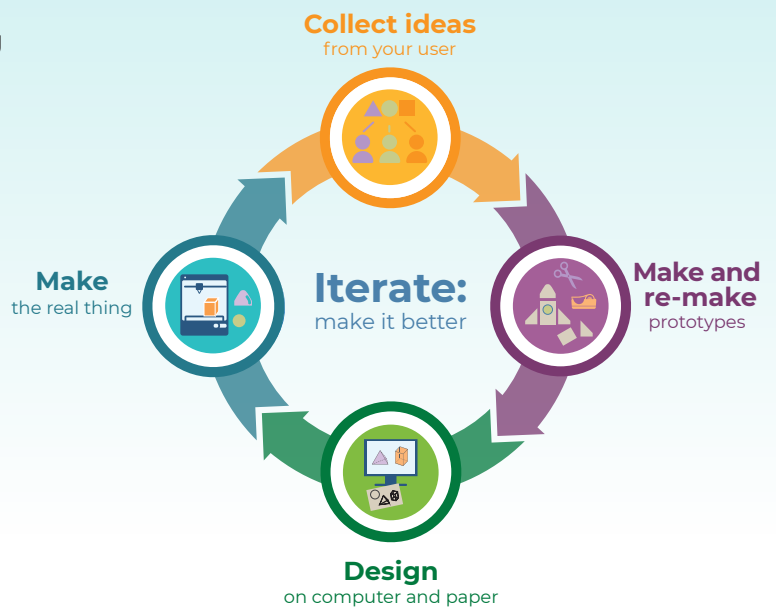 Collect ideas
from your user
Make and
re-make
prototypes
Iterate:
make it better
Make
the real thing
Design
on computer and paper